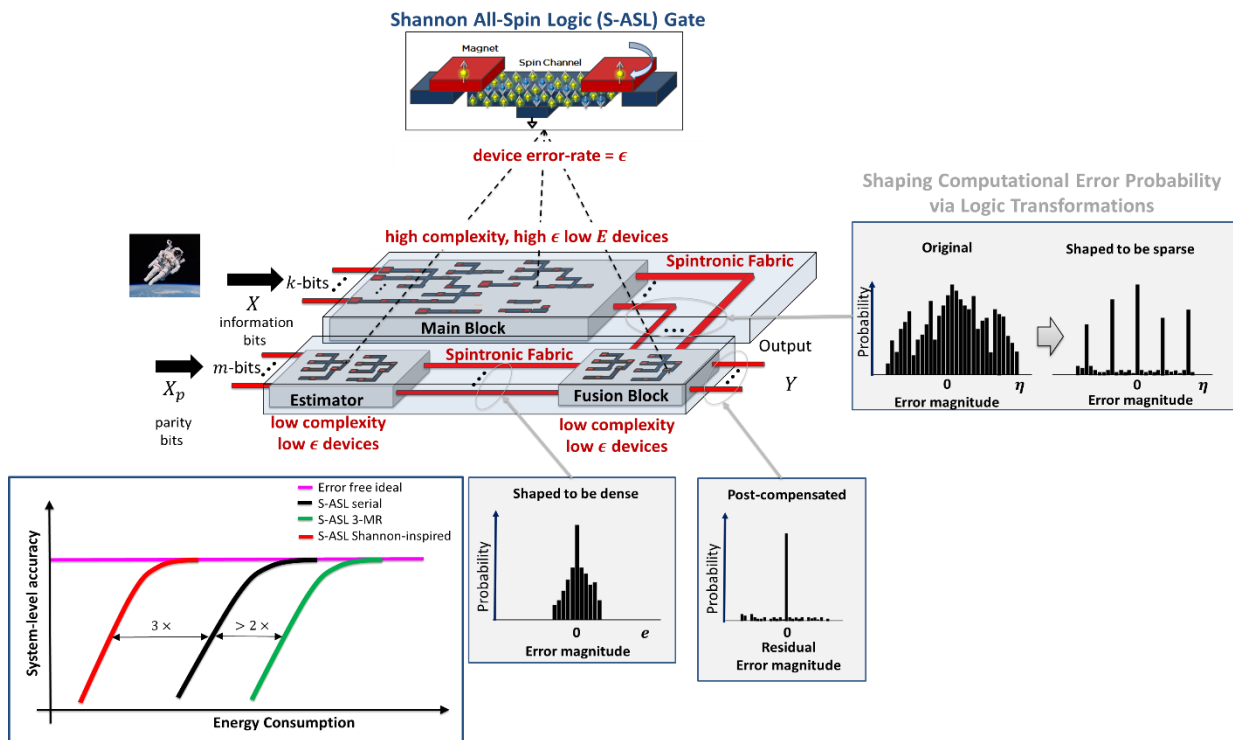 Shannon All-Spin Logic (S-ASL) Gate
Magnet
Spin Channel
device error-rate = ϵ
high complexity, high ϵ low E devices
Spintronic Fabric
k-bits
X
information
bits
Main Block
m-bits
X_p
parity
bits
Spintronic Fabric
Output
Y
Estimator
Fusion Block
low complexity
low ϵ devices
low complexity
low ϵ devices
Shaping Computational Error Probability
via Logic Transformations
Original
Shaped to be sparse
Probability
0
η
Error magnitude
0
η
Error magnitude
Error free ideal
S-ASL serial
S-ASL 3-MR
S-ASL Shannon-inspired
System-level accuracy
3 ×
> 2 ×
Energy Consumption
Shaped to be dense
Probability
0
e
Error magnitude
Post-compensated
Probability
0
Residual
Error magnitude